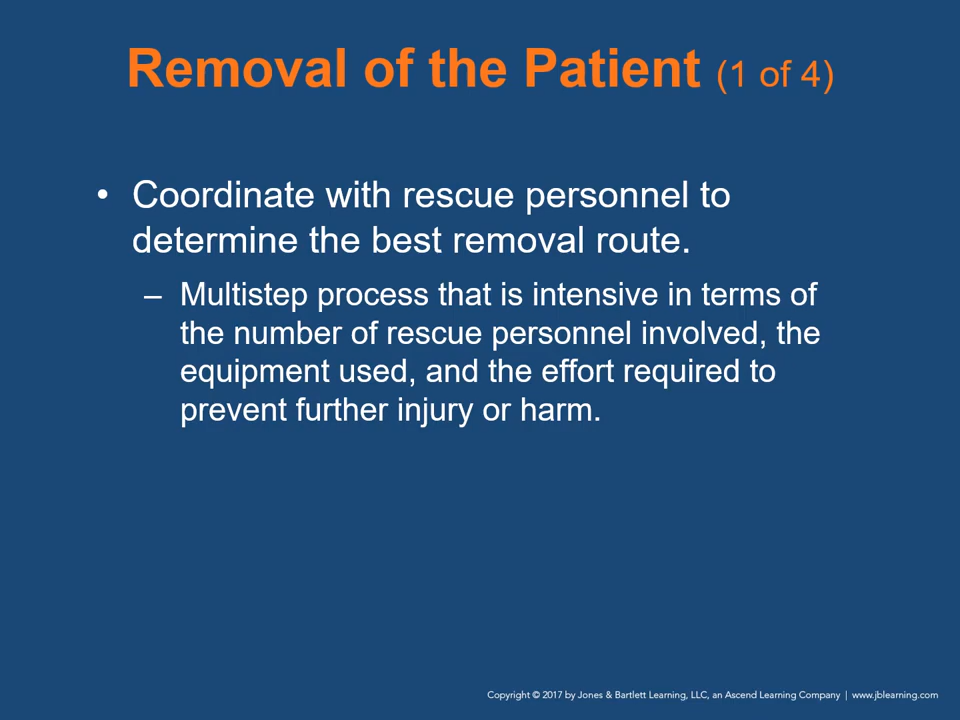 Removal of the Patient (1 of 4)
• Coordinate with rescue personnel to
determine the best removal route.
– Multistep process that is intensive in terms of
the number of rescue personnel involved, the
equipment used, and the effort required to
prevent further injury or harm.
Copyright © 2017 by Jones & Bartlett Learning, LLC, an Ascend Learning Company | www.jblearning.com